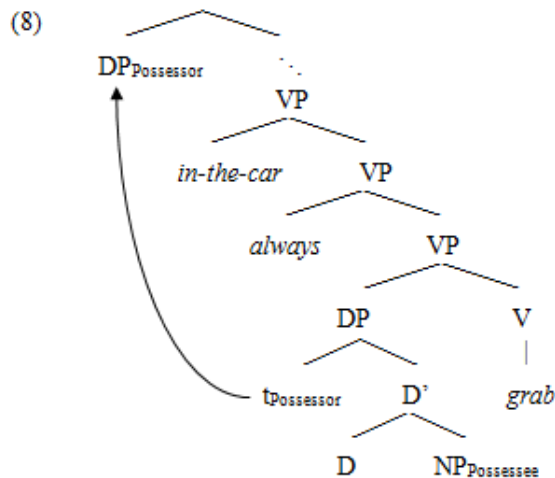 (8)
DPPossessor ⋱
VP
in-the-car VP
always VP
DP V
tPossessor D’ grab
D NPPossessee